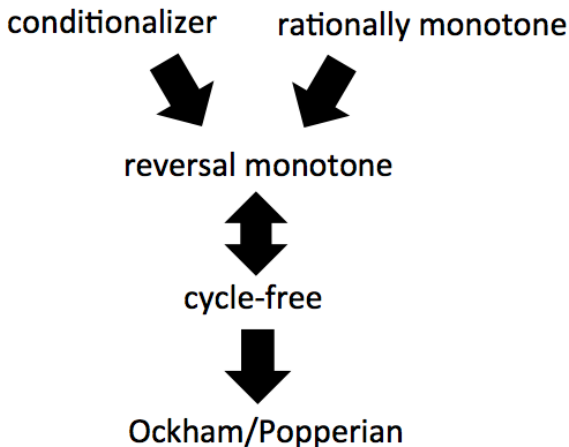 conditionalizer rationally monotone
reversal monotone
cycle-free
Ockham/Popperian